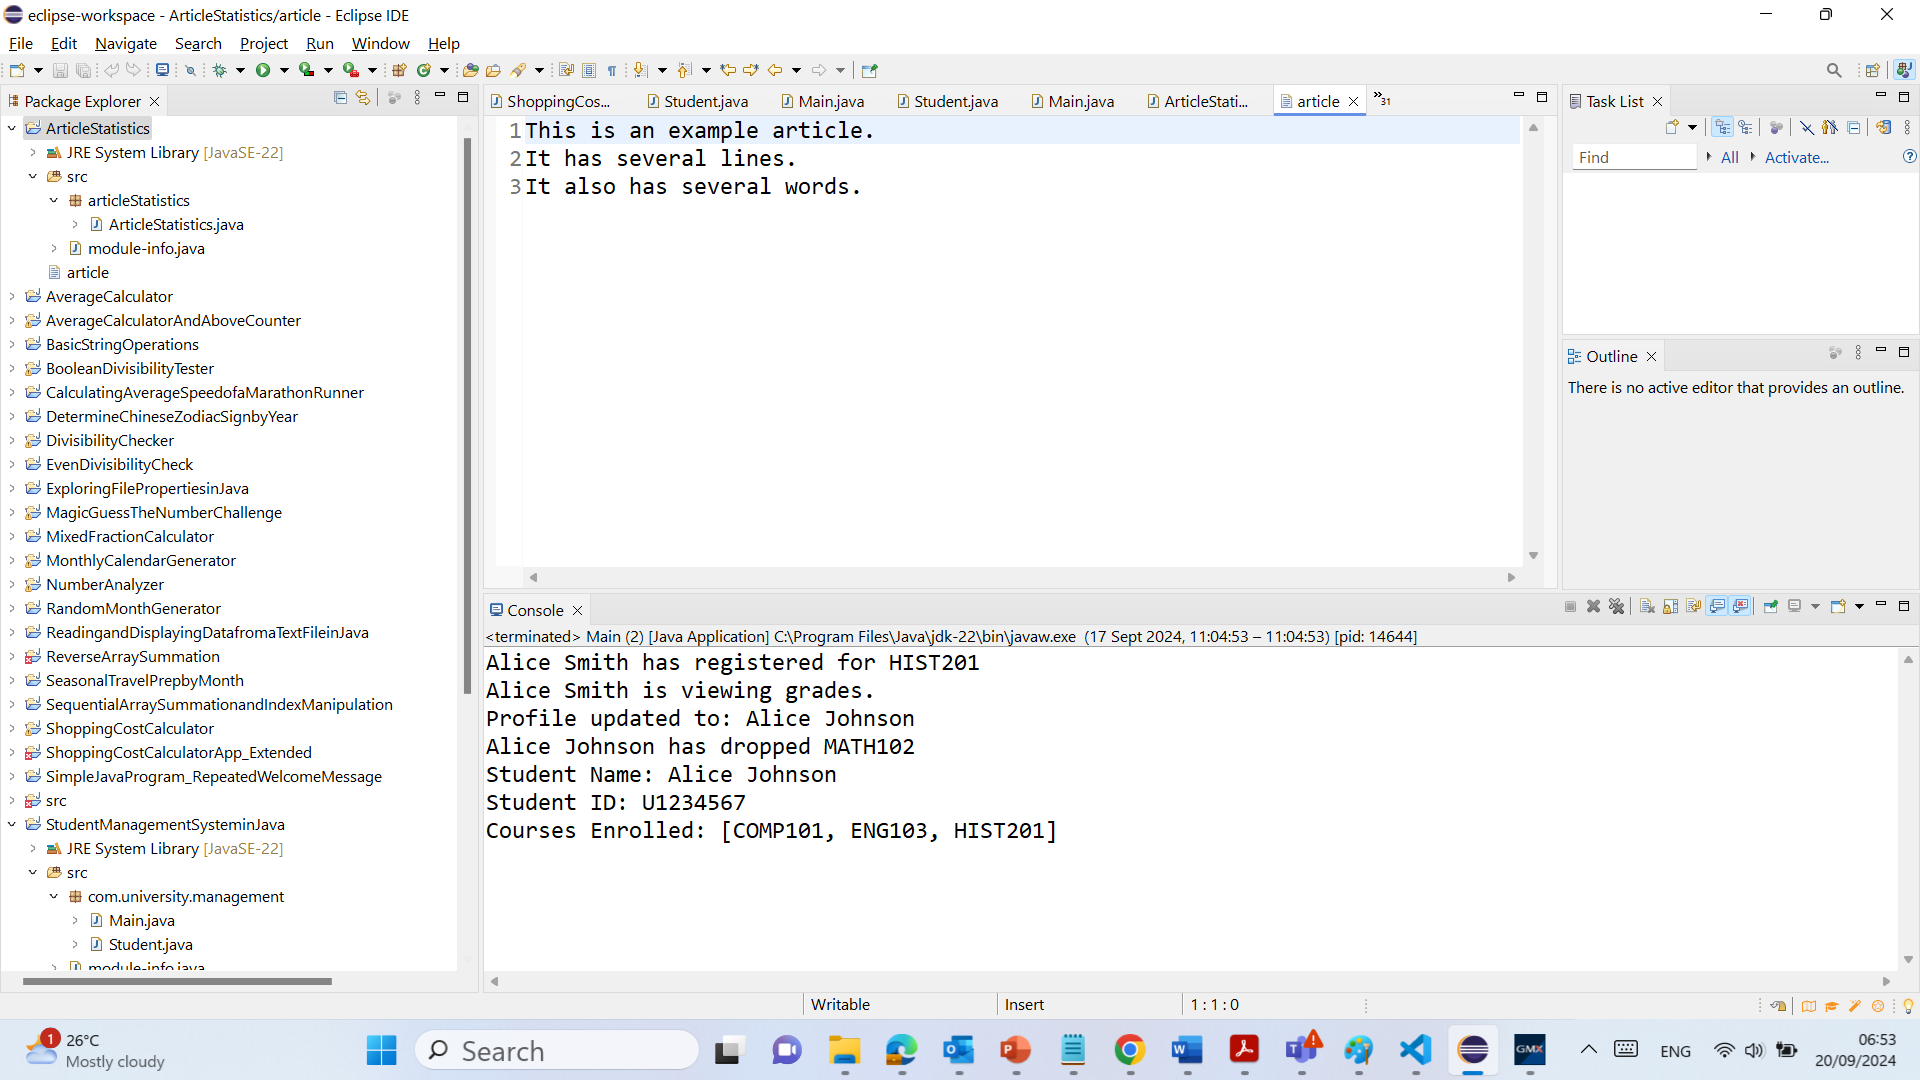 eclipse-workspace - ArticleStatistics/article - Eclipse IDE
File Edit Navigate Search Project Run Window Help
Package Explorer
ArticleStatistics
JRE System Library [JavaSE-22]
src
articleStatistics
ArticleStatistics.java
module-info.java
article
AverageCalculator
AverageCalculatorAndAboveCounter
BasicStringOperations
BooleanDivisibilityTester
CalculatingAverageSpeedofaMarathonRunner
DetermineChineseZodiacSignbyYear
DivisibilityChecker
EvenDivisibilityCheck
ExploringFilePropertiesinJava
MagicGuessTheNumberChallenge
MixedFractionCalculator
MonthlyCalendarGenerator
NumberAnalyzer
RandomMonthGenerator
ReadingandDisplayingDatafromaTextFileinJava
ReverseArraySummation
SeasonalTravelPrepbyMonth
SequentialArraySummationandIndexManipulation
ShoppingCostCalculator
ShoppingCostCalculatorApp_Extended
SimpleJavaProgram_RepeatedWelcomeMessage
src
StudentManagementSysteminJava
JRE System Library [JavaSE-22]
src
com.university.management
Main.java
Student.java
module-info.java
ShoppingCos... Student.java Main.java Student.java Main.java ArticleStati... article 31
1 This is an example article.
2 It has several lines.
3 It also has several words.
Task List
Find All Activate...
Outline
There is no active editor that provides an outline.
Console
<terminated> Main (2) [Java Application] C:\Program Files\Java\jdk-22\bin\javaw.exe (17 Sept 2024, 11:04:53 – 11:04:53) [pid: 14644]
Alice Smith has registered for HIST201
Alice Smith is viewing grades.
Profile updated to: Alice Johnson
Alice Johnson has dropped MATH102
Student Name: Alice Johnson
Student ID: U1234567
Courses Enrolled: [COMP101, ENG103, HIST201]
Writable Insert 1 : 1 : 0
1
26°C
Mostly cloudy
Search
GMX
ENG
06:53
20/09/2024